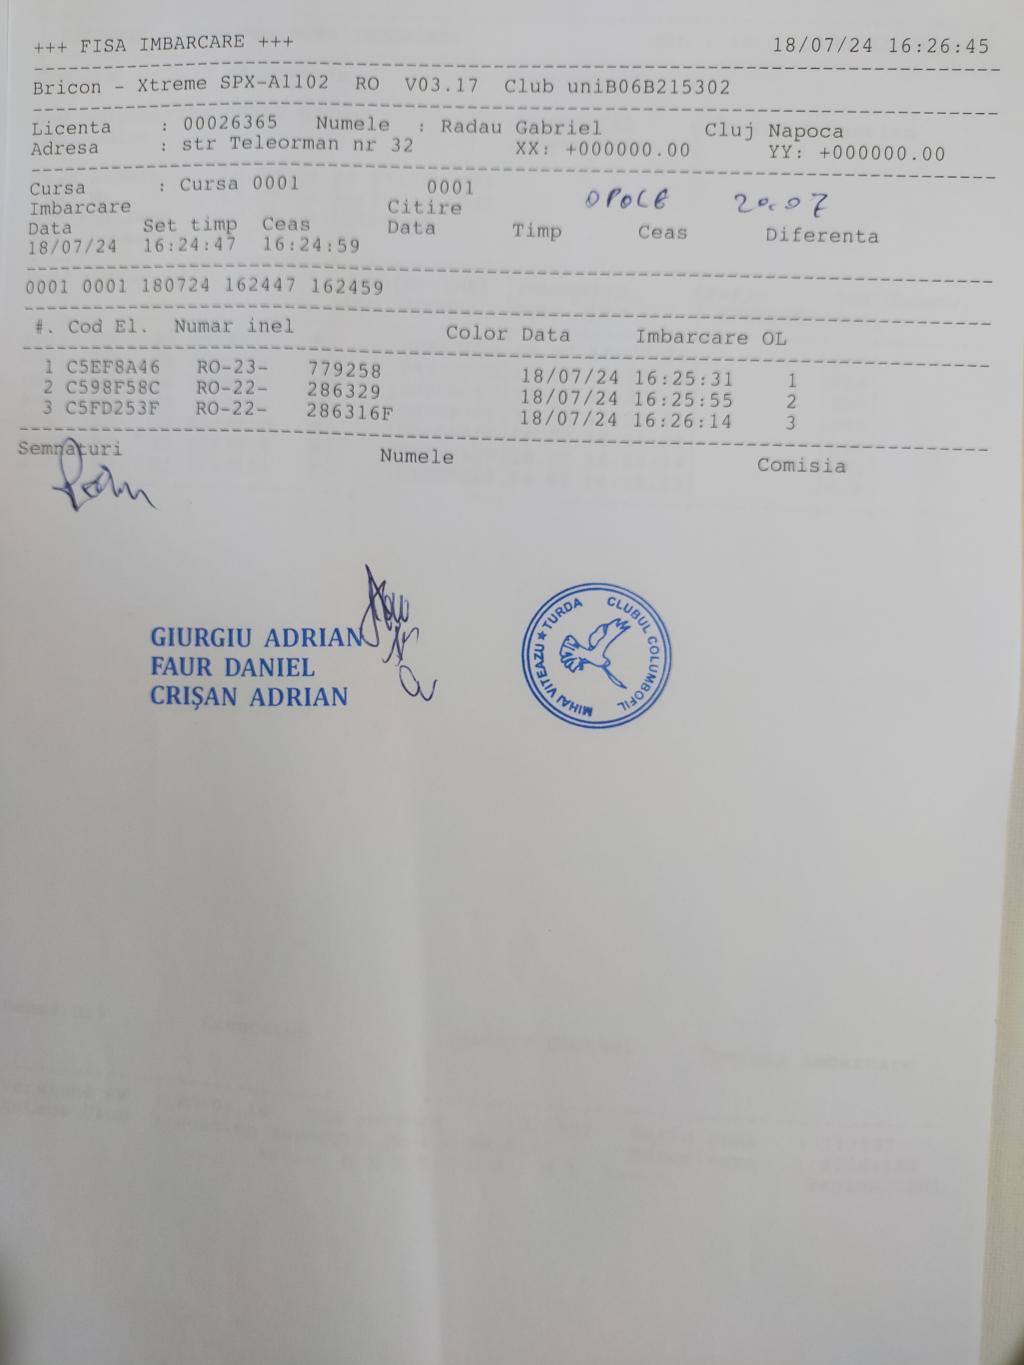 +++ FISA IMBARCARE +++ 18/07/24 16:26:45
Bricon - Xtreme SPX-A1102 RO V03.17 Club uniB06B215302
Licenta : 00026365 Numele : Radau Gabriel Cluj Napoca
Adresa : str Teleorman nr 32 XX: +000000.00 YY: +000000.00
Cursa : Cursa 0001 0001 OPOLE 20.07
Imbarcare Citire
Data Set timp Ceas Data Timp Ceas Diferenta
18/07/24 16:24:47 16:24:59
0001 0001 180724 162447 162459
#. Cod El. Numar inel Color Data Imbarcare OL
1 C5EF8A46 RO-23- 779258 18/07/24 16:25:31 1
2 C598F58C RO-22- 286329 18/07/24 16:25:55 2
3 C5FD253F RO-22- 286316F 18/07/24 16:26:14 3
Semnaturi Numele Comisia
GIURGIU ADRIAN
FAUR DANIEL
CRIȘAN ADRIAN
CLUBUL COLUMBOFIL
MIHAI VITEAZU ★ TURDA